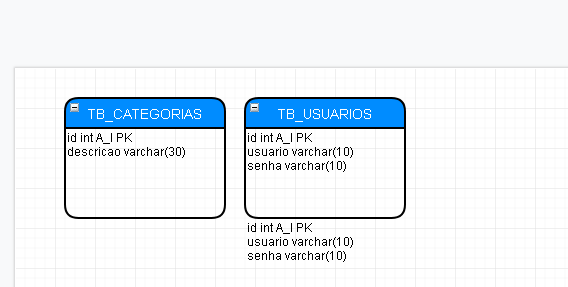 TB_CATEGORIAS
id int A_I PK
descricao varchar(30)
TB_USUARIOS
id int A_I PK
usuario varchar(10)
senha varchar(10)
id int A_I PK
usuario varchar(10)
senha varchar(10)